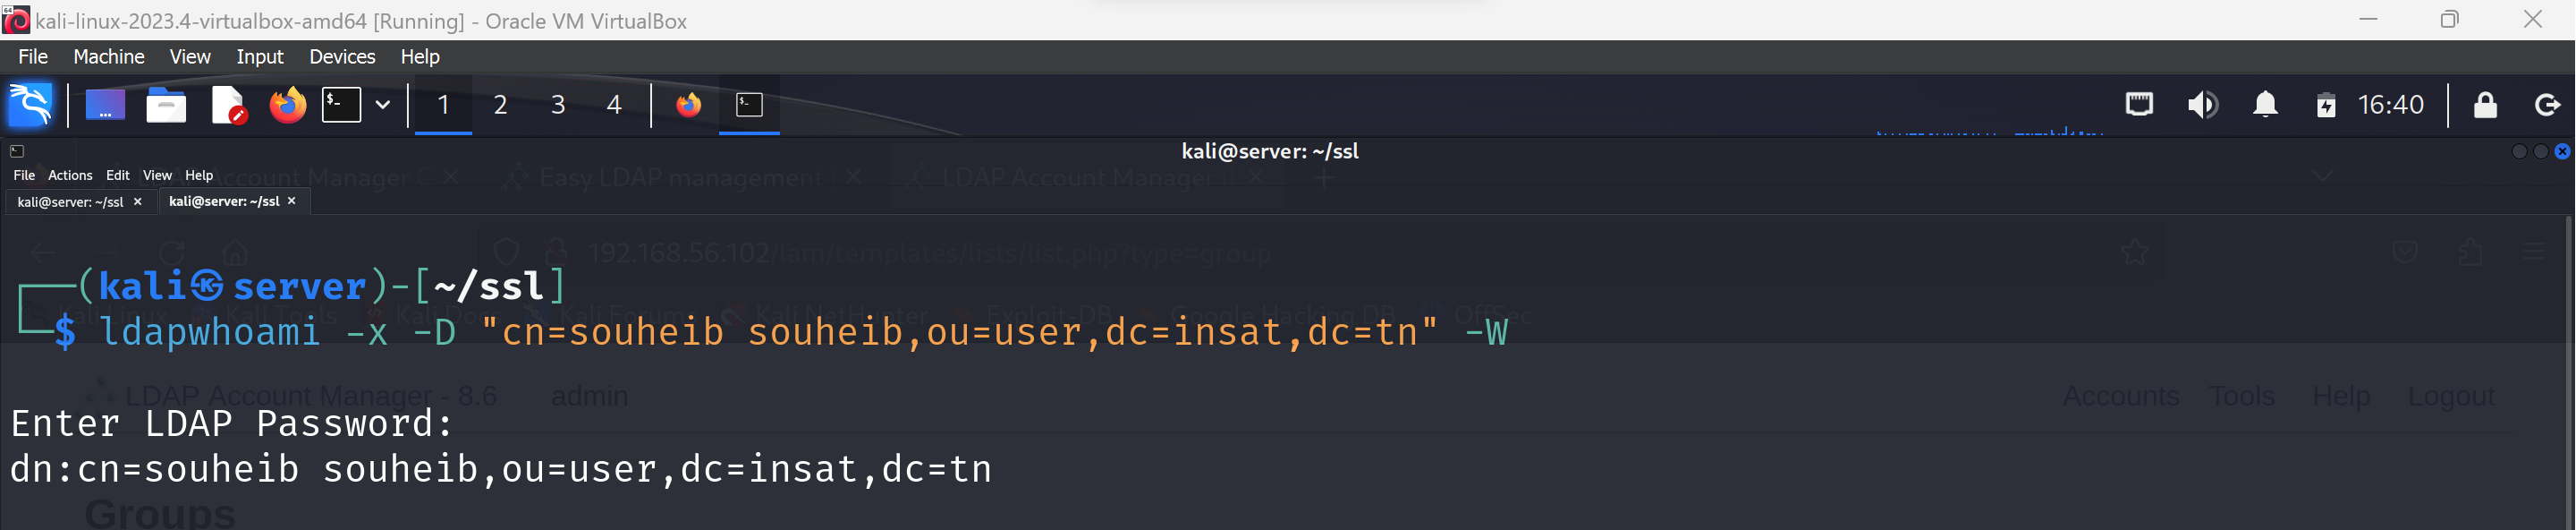 kali-linux-2023.4-virtualbox-amd64 [Running] - Oracle VM VirtualBox
File Machine View Input Devices Help
1 2 3 4 16:40
kali@server: ~/ssl
File Actions Edit View Help
LDAP Account Manager Easy LDAP management LDAP Account Manager
kali@server: ~/ssl kali@server: ~/ssl
192.168.56.102/lam/templates/lists/list.php?type=group
(kali㉿server)-[~/ssl]
Kali Linux Kali Tools Kali Docs Kali Forums Kali NetHunter Exploit-DB Google Hacking DB OffSec
$ ldapwhoami -x -D "cn=souheib souheib,ou=user,dc=insat,dc=tn" -W
LDAP Account Manager - 8.6 admin Accounts Tools Help Logout
Enter LDAP Password:
dn:cn=souheib souheib,ou=user,dc=insat,dc=tn
Groups